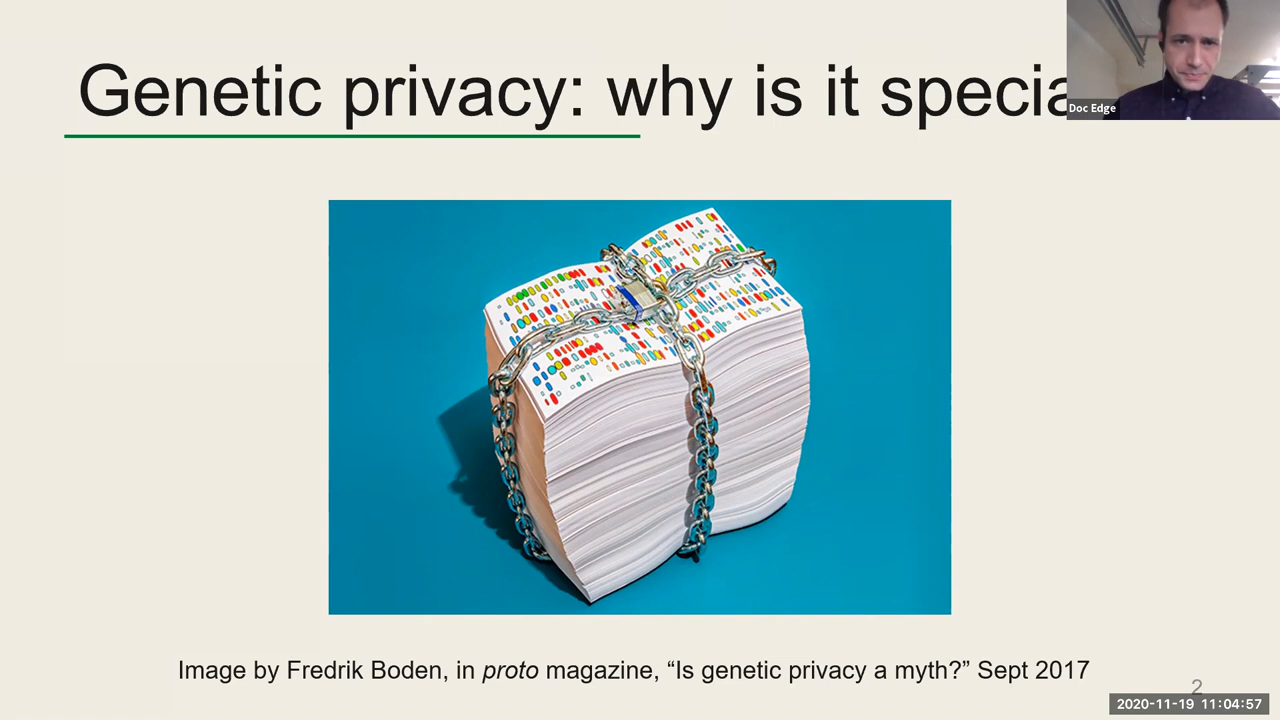 Genetic privacy: why is it specia
Doc Edge
Image by Fredrik Boden, in proto magazine, “Is genetic privacy a myth?” Sept 2017
2
2020-11-19 11:04:57